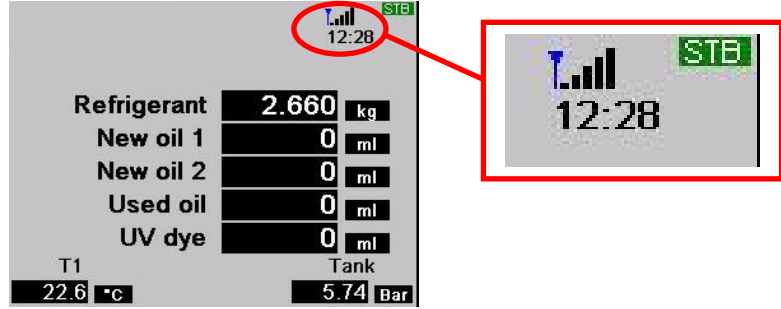 STB
12:28
Refrigerant 2.660 kg
New oil 1 0 ml
New oil 2 0 ml
Used oil 0 ml
UV dye 0 ml
T1 Tank
22.6 °C 5.74 Bar
STB
12:28